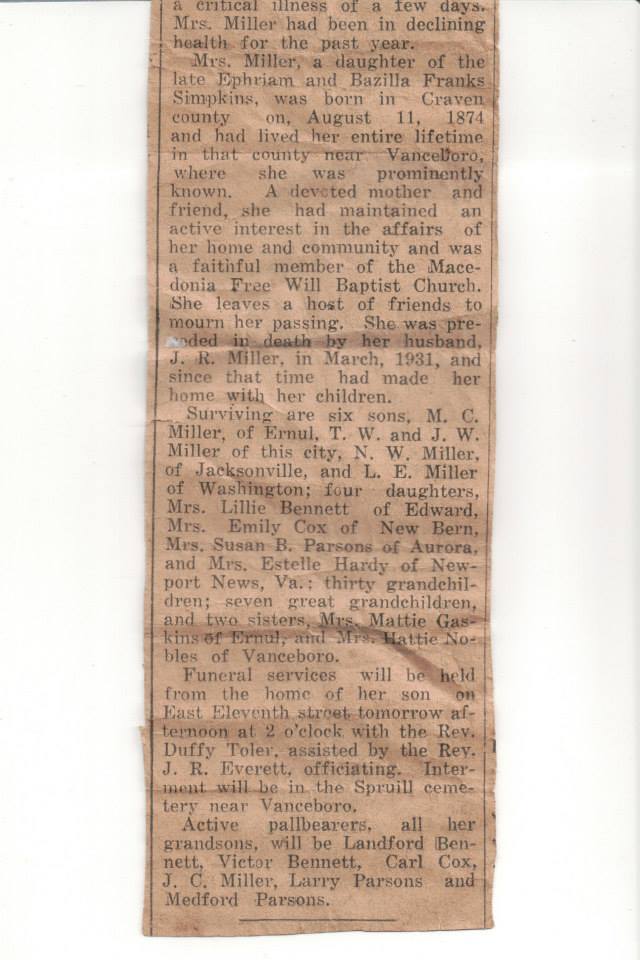 a critical illness of a few days.
Mrs. Miller had been in declining
health for the past year.
Mrs. Miller, a daughter of the
late Ephriam and Bazilla Franks
Simpkins, was born in Craven
county on, August 11, 1874
and had lived her entire lifetime
in that county near Vanceboro,
where she was prominently
known. A devoted mother and
friend, she had maintained an
active interest in the affairs of
her home and community and was
a faithful member of the Mace-
donia Free Will Baptist Church.
She leaves a host of friends to
mourn her passing. She was pre-
ceded in death by her husband,
J. R. Miller, in March, 1931, and
since that time had made her
home with her children.
Surviving are six sons, M. C.
Miller, of Ernul, T. W. and J. W.
Miller of this city, N. W. Miller,
of Jacksonville, and L. E. Miller
of Washington; four daughters,
Mrs. Lillie Bennett of Edward,
Mrs. Emily Cox of New Bern,
Mrs. Susan B. Parsons of Aurora,
and Mrs. Estelle Hardy of New-
port News, Va.; thirty grandchil-
dren; seven great grandchildren,
and two sisters, Mrs. Mattie Gas-
kins of Ernul, and Mrs. Hattie No-
bles of Vanceboro.
Funeral services will be held
from the home of her son on
East Eleventh street tomorrow af-
ternoon at 2 o'clock with the Rev.
Duffy Toler, assisted by the Rev.
J. R. Everett, officiating. Inter-
ment will be in the Spruill ceme-
tery near Vanceboro.
Active pallbearers, all her
grandsons, will be Landford Ben-
nett, Victor Bennett, Carl Cox,
J. C. Miller, Larry Parsons and
Medford Parsons.